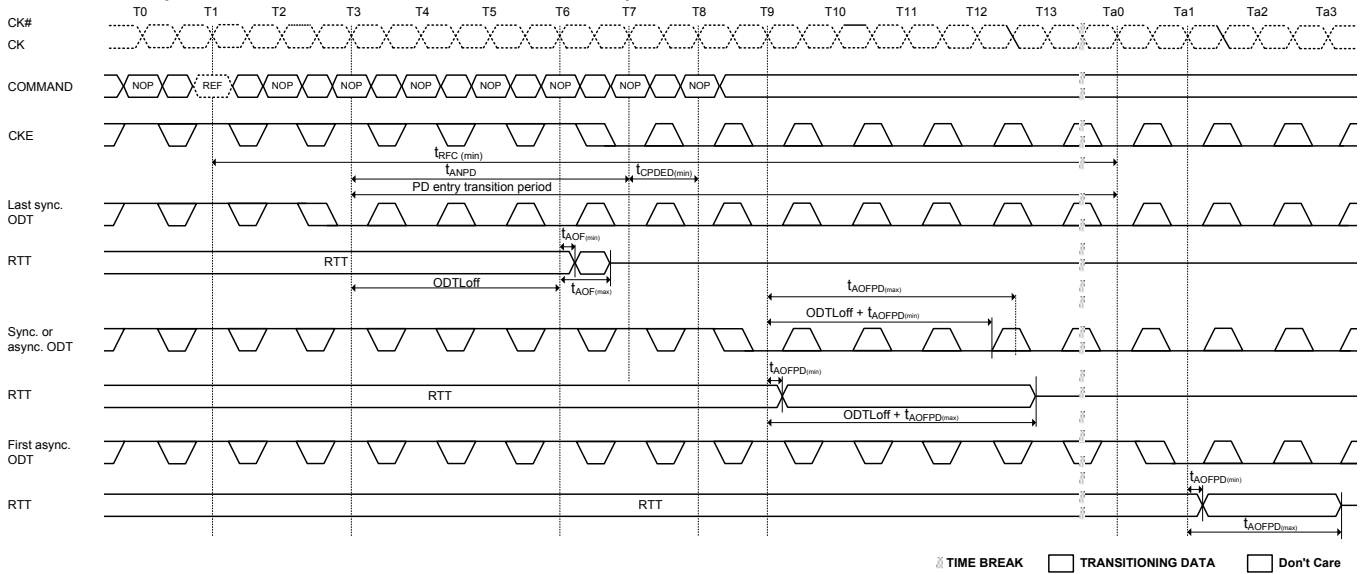 T0 T1 T2 T3 T4 T5 T6 T7 T8 T9 T10 T11 T12 T13 Ta0 Ta1 Ta2 Ta3
CK#
CK
COMMAND NOP REF NOP NOP NOP NOP NOP NOP NOP
CKE
tRFC (min)
tANPD tCPDED(min)
PD entry transition period
Last sync.
ODT
tAOF(min)
RTT RTT
ODTLoff tAOF(max)
tAOFPD(max)
ODTLoff + tAOFPD(min)
Sync. or
async. ODT
tAOFPD(min)
RTT RTT
ODTLoff + tAOFPD(max)
First async.
ODT
tAOFPD(min)
RTT RTT
tAOFPD(max)
TIME BREAK TRANSITIONING DATA Don't Care